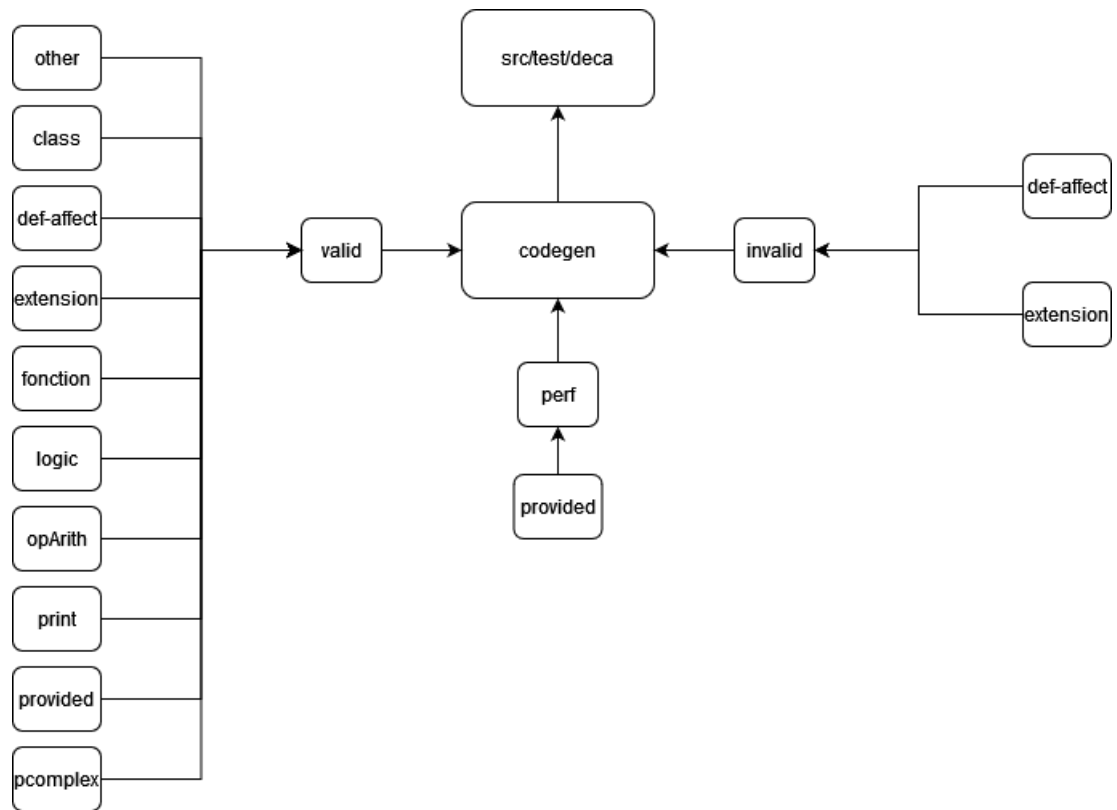 other
class
def-affect
extension
fonction
logic
opArith
print
provided
pcomplex
valid
src/test/deca
codegen
perf
provided
invalid
def-affect
extension